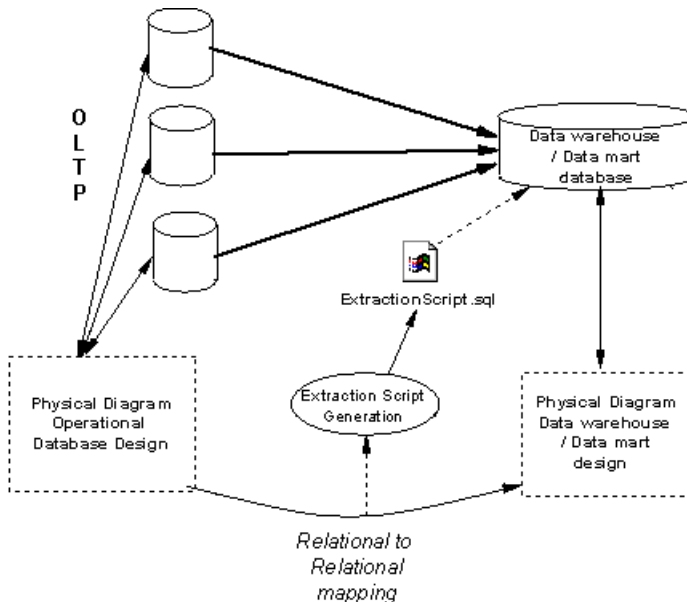 OLTP
Data warehouse
/ Data mart
database
ExtractionScript.sql
Extraction Script
Generation
Physical Diagram
Operational
Database Design
Physical Diagram
Data warehouse
/ Data mart
design
Relational to
Relational
mapping